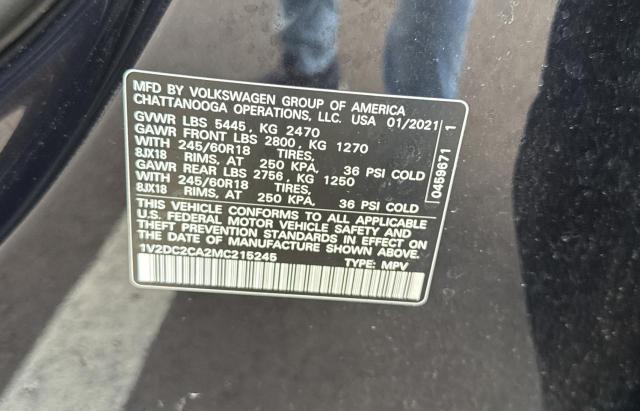 MFD BY VOLKSWAGEN GROUP OF AMERICA
CHATTANOOGA OPERATIONS, LLC. USA 01/2021
GVWR LBS 5445, KG 2470
GAWR FRONT LBS 2800, KG 1270
WITH 245/60R18 TIRES,
8JX18 RIMS, AT 250 KPA, 36 PSI COLD
GAWR REAR LBS 2756, KG 1250
WITH 245/60R18 TIRES,
8JX18 RIMS, AT 250 KPA, 36 PSI COLD
THIS VEHICLE CONFORMS TO ALL APPLICABLE
U.S. FEDERAL MOTOR VEHICLE SAFETY AND
THEFT PREVENTION STANDARDS IN EFFECT ON
THE DATE OF MANUFACTURE SHOWN ABOVE.
1V2DC2CA2MC215245 TYPE: MPV
0459671 1